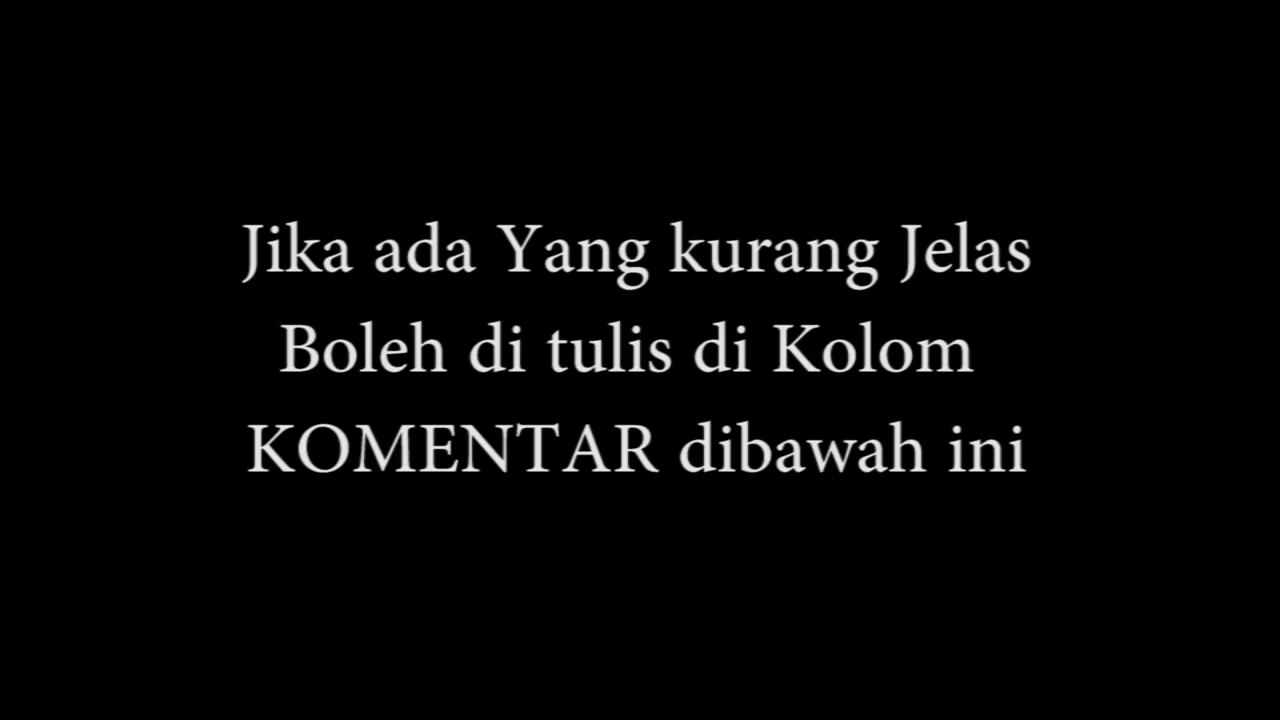 Jika ada Yang kurang Jelas
Boleh di tulis di Kolom
KOMENTAR dibawah ini